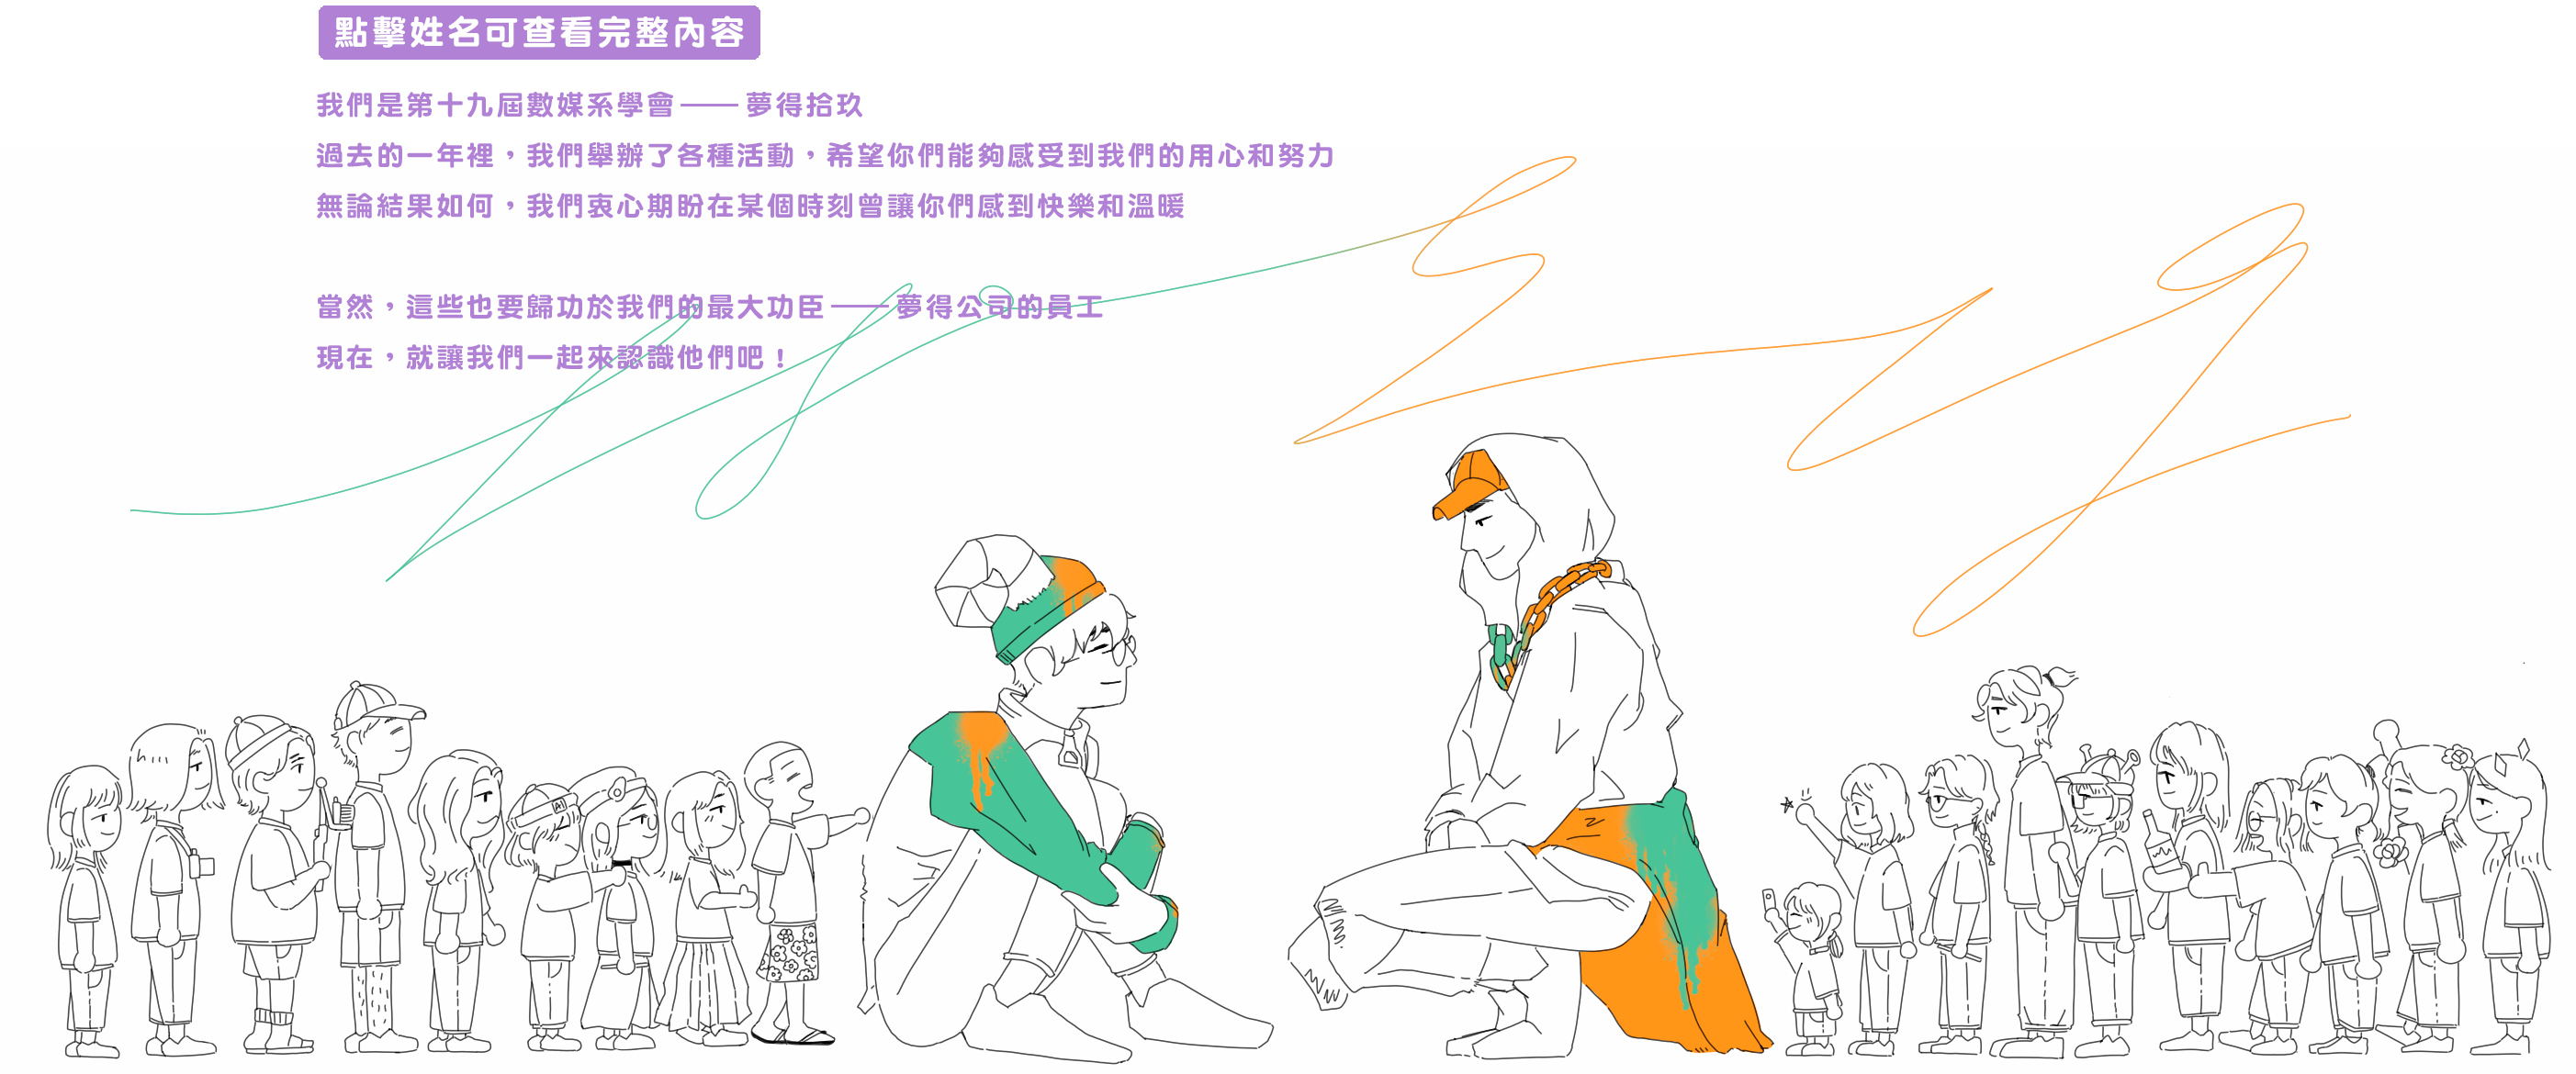 點擊姓名可查看完整內容
我們是第十九屆數媒系學會——夢得拾玖
過去的一年裡，我們舉辦了各種活動，希望你們能夠感受到我們的用心和努力
無論結果如何，我們衷心期盼在某個時刻曾讓你們感到快樂和溫暖
當然，這些也要歸功於我們的最大功臣——夢得公司的員工
現在，就讓我們一起來認識他們吧！
AI